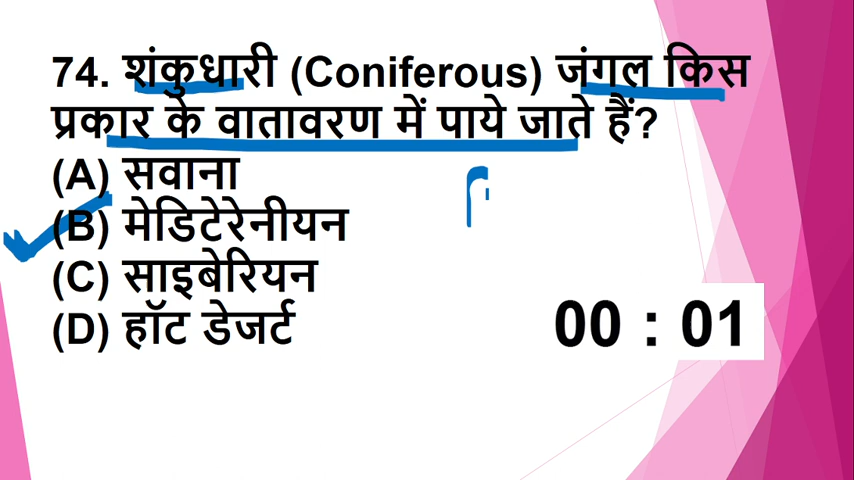 74. शंकुधारी (Coniferous) जंगल किस
प्रकार के वातावरण में पाये जाते हैं?
(A) सवाना
(B) मेडिटेरेनीयन
(C) साइबेरियन
(D) हॉट डेजर्ट
00 : 01